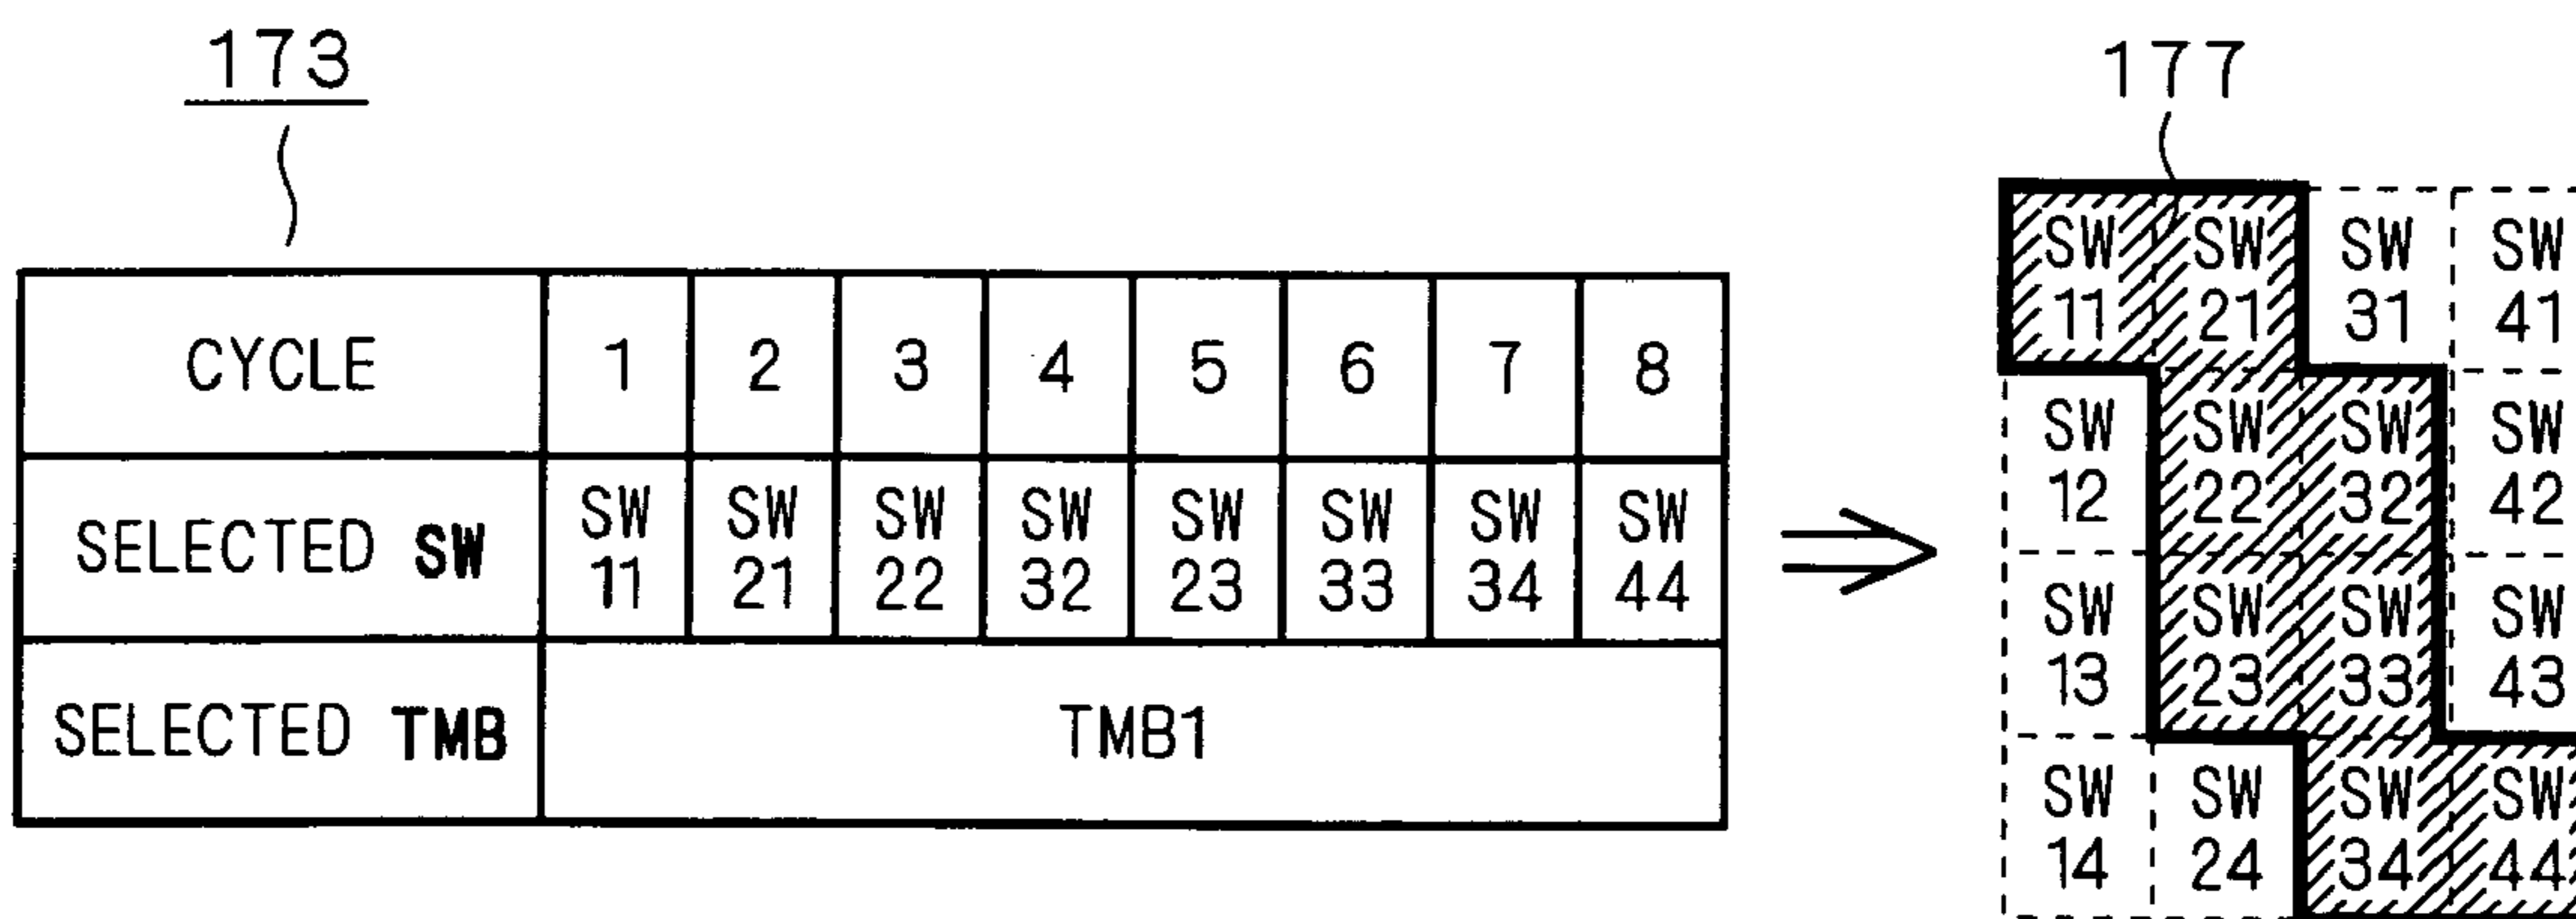 173
177
CYCLE 1 2 3 4 5 6 7 8
SELECTED SW SW SW SW SW SW SW SW SW
11 21 22 32 23 33 34 44
SELECTED TMB TMB1
SW SW SW SW
11 21 31 41
SW SW SW SW
12 22 32 42
SW SW SW SW
13 23 33 43
SW SW SW SW
14 24 34 44